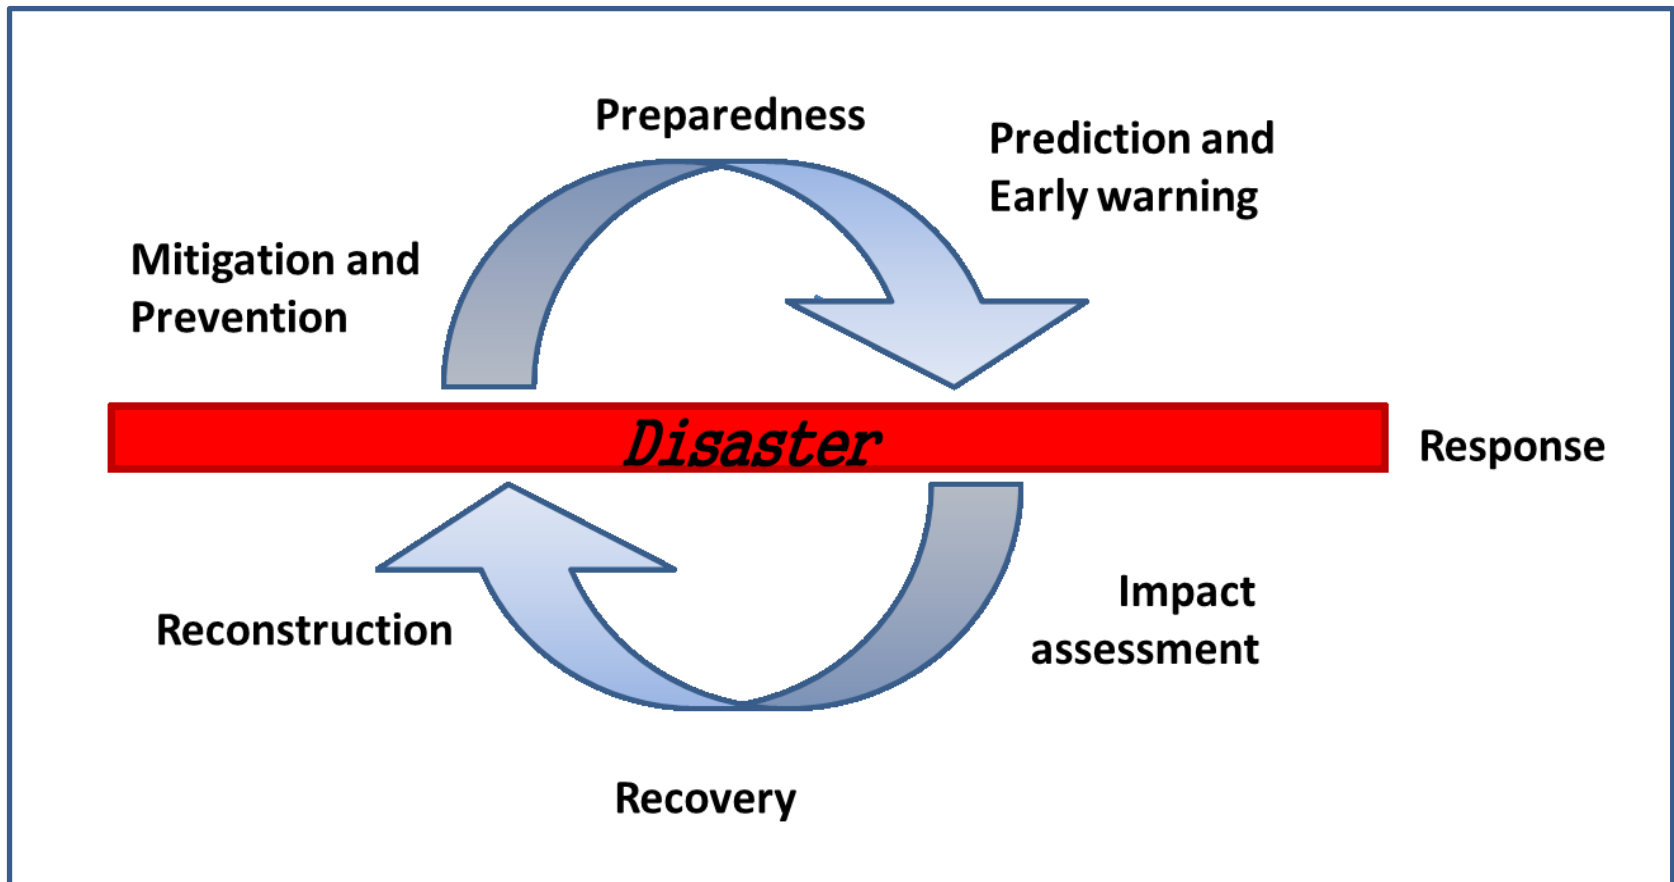 Preparedness
Prediction and
Early warning
Mitigation and
Prevention
Disaster
Response
Impact
assessment
Reconstruction
Recovery